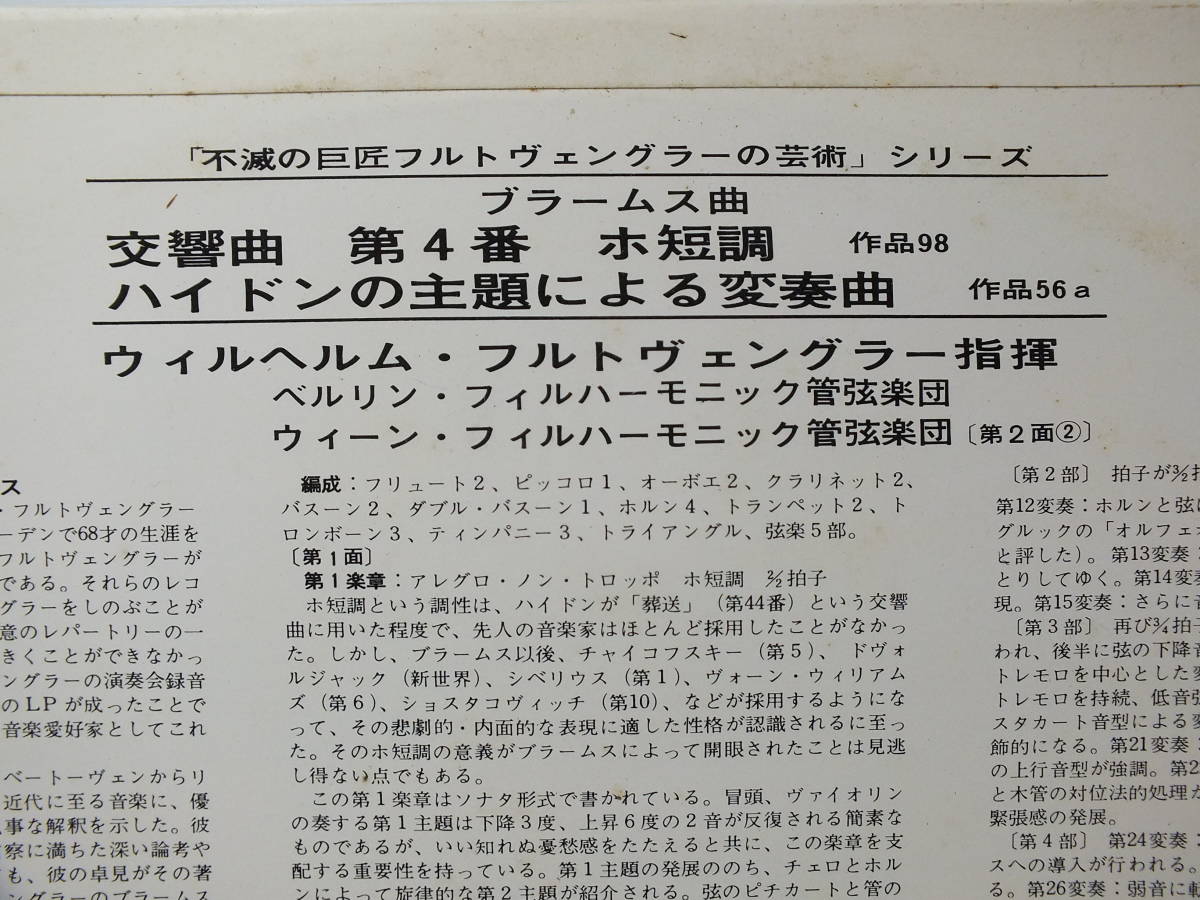 「不滅の巨匠フルトヴェングラーの芸術」シリーズ
ブラームス曲
交響曲 第4番 ホ短調 作品98
ハイドンの主題による変奏曲 作品56a
ウィルヘルム・フルトヴェングラー指揮
ベルリン・フィルハーモニック管弦楽団
ウィーン・フィルハーモニック管弦楽団〔第2面②〕
ス
・フルトヴェングラー
ーデンで68才の生涯を
フルトヴェングラーが
である。それらのレコ
グラーをしのぶことが
意のレパートリーの一
きくことができなかっ
ングラーの演奏会録音
のLPが成ったことで
音楽愛好家としてこれ
ベートーヴェンからリ
近代に至る音楽に、優
事な解釈を示した。彼
察に満ちた深い論考や
も、彼の卓見がその著
ングラーのブラームス
編成：フリュート2、ピッコロ1、オーボエ2、クラリネット2、
バスーン2、ダブル・バスーン1、ホルン4、トランペット2、ト
ロンボーン3、ティンパニー3、トライアングル、弦楽5部。
〔第1面〕
第1楽章：アレグロ・ノン・トロッポ ホ短調 2/2拍子
ホ短調という調性は、ハイドンが「葬送」（第44番）という交響
曲に用いた程度で、先人の音楽家はほとんど採用したことがなかっ
た。しかし、ブラームス以後、チャイコフスキー（第5）、ドヴォ
ルジャック（新世界）、シベリウス（第1）、ヴォーン・ウィリアム
ズ（第6）、ショスタコヴィッチ（第10）、などが採用するようにな
って、その悲劇的・内面的な表現に適した性格が認識されるに至っ
た。そのホ短調の意義がブラームスによって開眼されたことは見逃
し得ない点でもある。
この第1楽章はソナタ形式で書かれている。冒頭、ヴァイオリン
の奏する第1主題は下降3度、上昇6度の2音が反復される簡素な
ものであるが、いい知れぬ憂愁感をたたえると共に、この楽章を支
配する重要性を持っている。第1主題の発展ののち、チェロとホル
ンによって旋律的な第2主題が紹介される。弦のピチカートと管の
〔第2部〕 拍子が3/2拍
第12変奏：ホルンと弦に
グルックの「オルフェオ
と評した）。第13変奏：
とりしてゆく。第14変奏
現。第15変奏：さらに音
〔第3部〕 再び3/4拍子
われ、後半に弦の下降音
トレモロを中心とした変
トレモロを持続、低音弦
スタカート音型による変
飾的になる。第21変奏：
の上行音型が強調。第22
と木管の対位法的処理が
緊張感の発展。
〔第4部〕 第24変奏：
スへの導入が行われる。
る。第26変奏：弱音に転